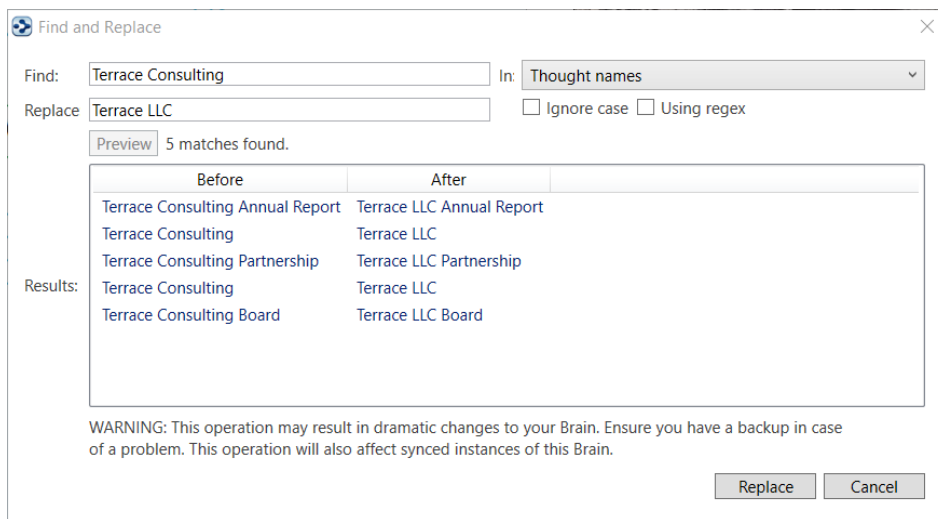 Find and Replace
Find: Terrace Consulting In: Thought names
Replace Terrace LLC Ignore case Using regex
Preview 5 matches found.
Before After
Terrace Consulting Annual Report Terrace LLC Annual Report
Terrace Consulting Terrace LLC
Terrace Consulting Partnership Terrace LLC Partnership
Results: Terrace Consulting Terrace LLC
Terrace Consulting Board Terrace LLC Board
WARNING: This operation may result in dramatic changes to your Brain. Ensure you have a backup in case
of a problem. This operation will also affect synced instances of this Brain.
Replace Cancel